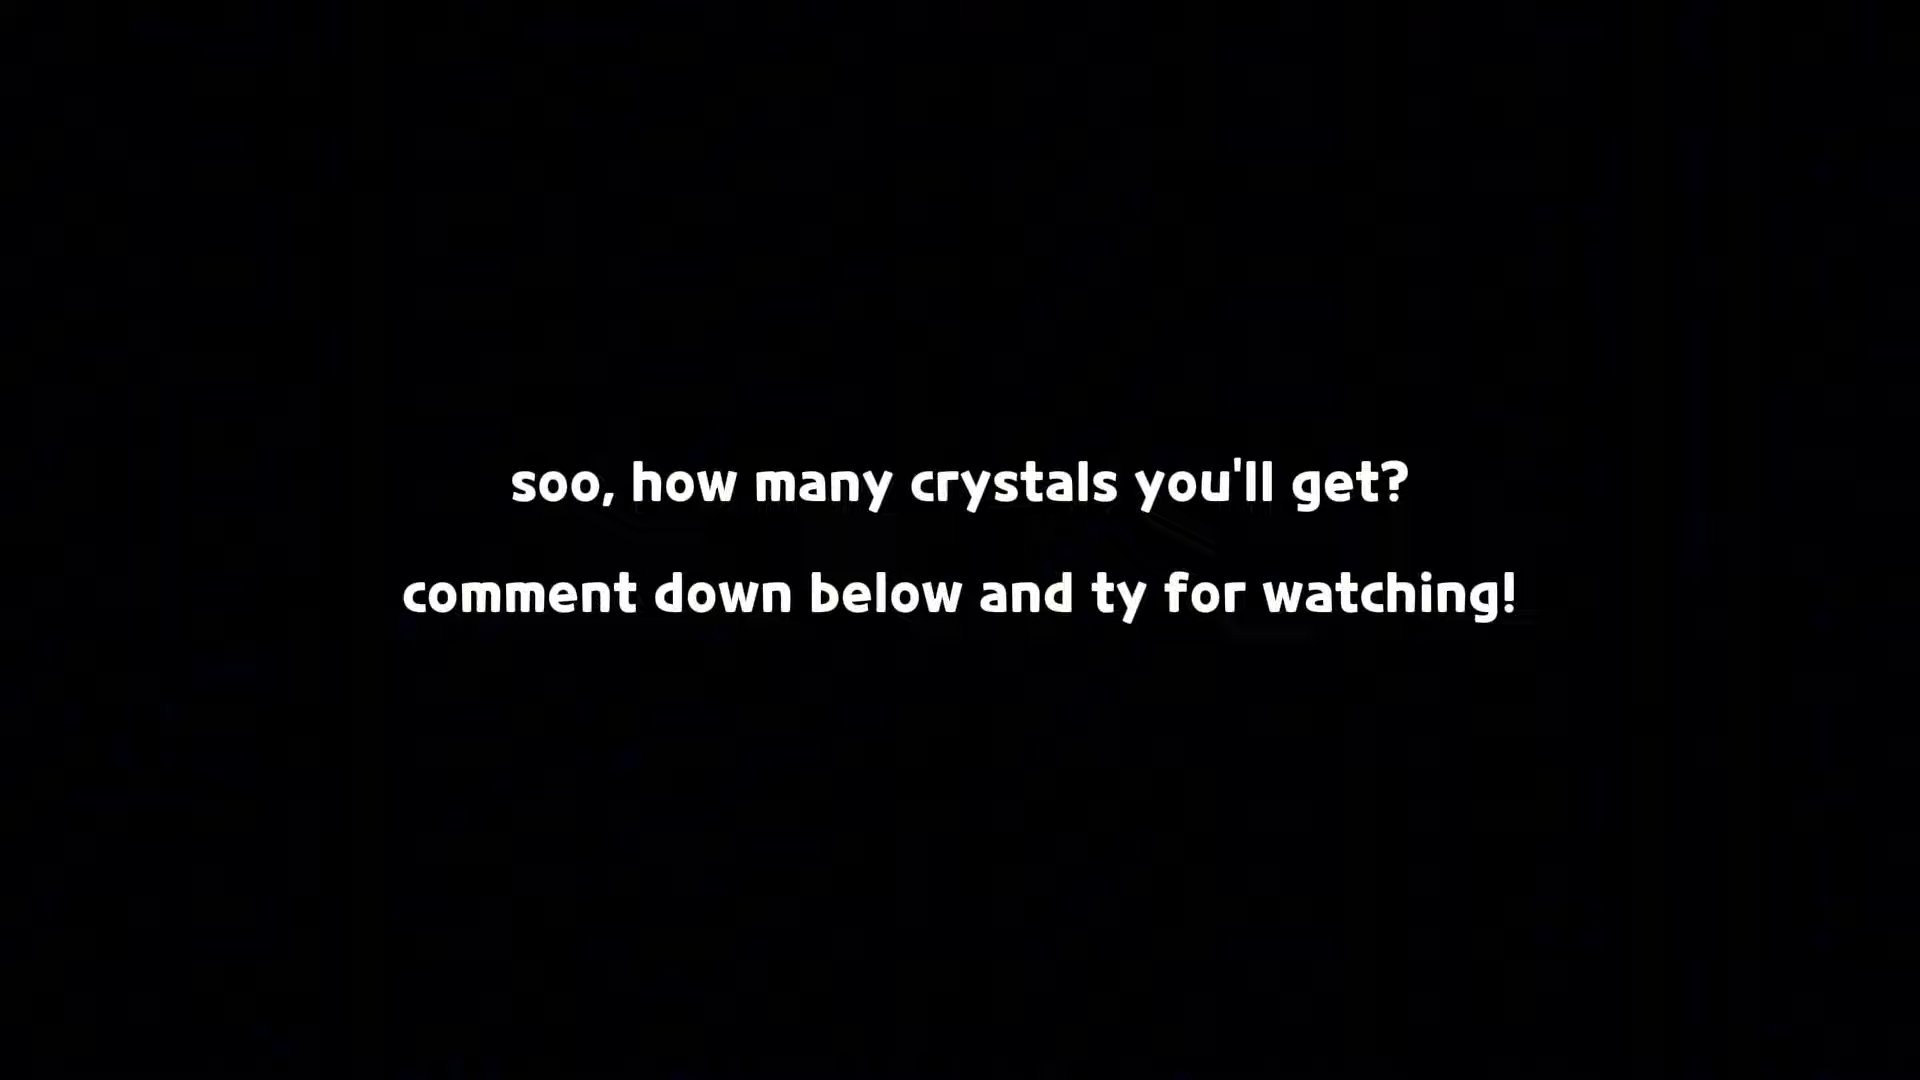 soo, how many crystals you'll get?
comment down below and ty for watching!